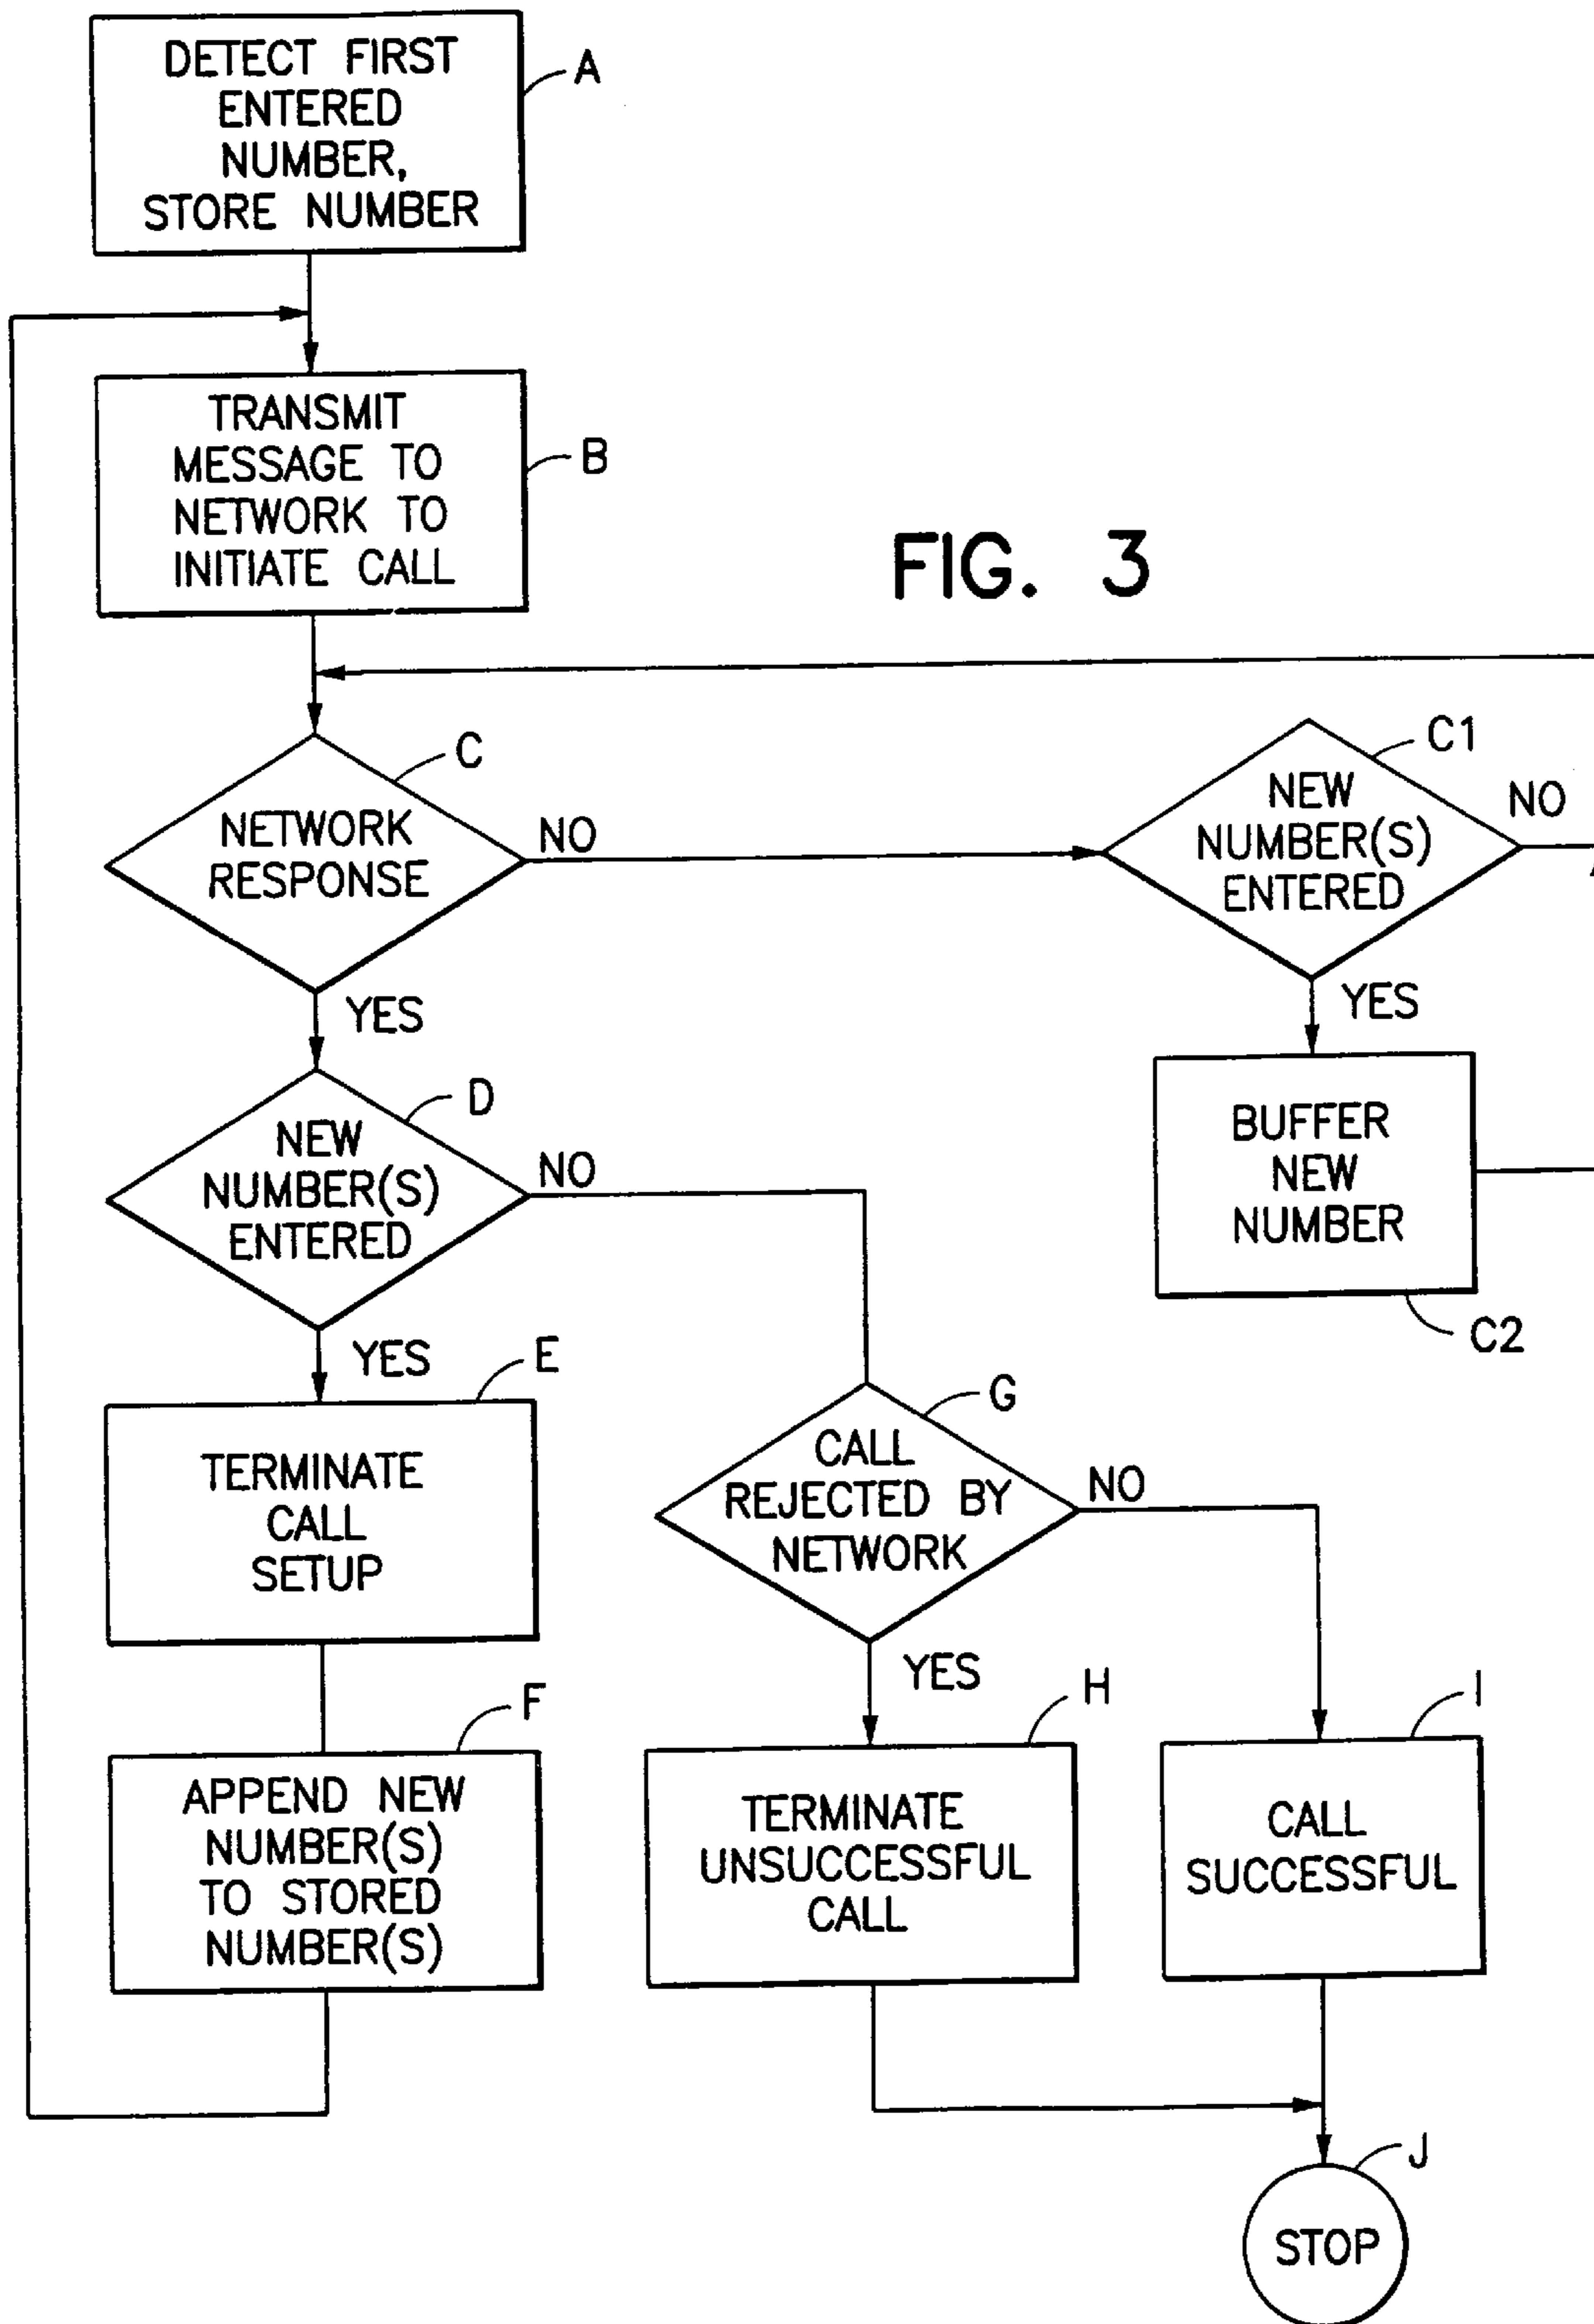 DETECT FIRST
ENTERED
NUMBER,
STORE NUMBER
A
TRANSMIT
MESSAGE TO
NETWORK TO
INITIATE CALL
B
FIG. 3
C
NETWORK
RESPONSE
NO
YES
C1
NEW
NUMBER(S)
ENTERED
NO
YES
BUFFER
NEW
NUMBER
C2
D
NEW
NUMBER(S)
ENTERED
NO
YES
E
TERMINATE
CALL
SETUP
F
APPEND NEW
NUMBER(S)
TO STORED
NUMBER(S)
G
CALL
REJECTED BY
NETWORK
NO
YES
H
TERMINATE
UNSUCCESSFUL
CALL
I
CALL
SUCCESSFUL
J
STOP